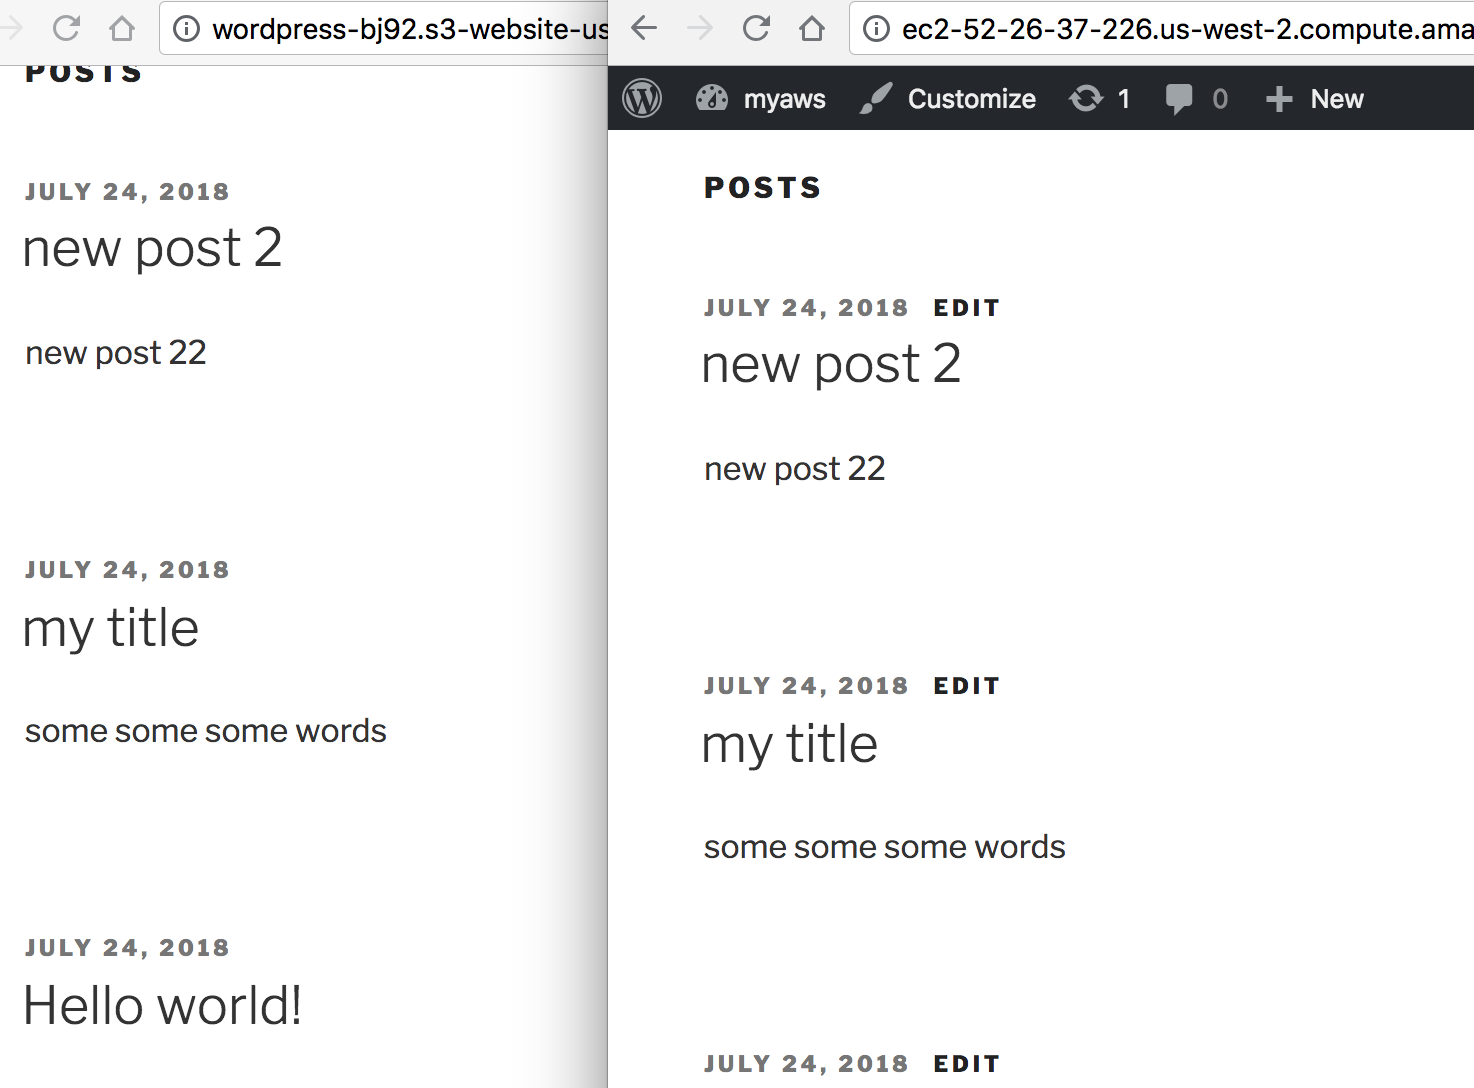 wordpress-bj92.s3-website-us
POSTS
JULY 24, 2018
new post 2
new post 22
JULY 24, 2018
my title
some some some words
JULY 24, 2018
Hello world!
ec2-52-26-37-226.us-west-2.compute.ama
myaws Customize 1 0 New
POSTS
JULY 24, 2018 EDIT
new post 2
new post 22
JULY 24, 2018 EDIT
my title
some some some words
JULY 24, 2018 EDIT